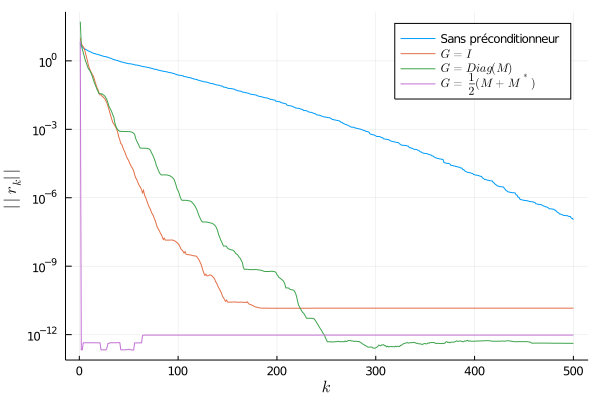 Sans préconditionneur
G = I
G = Diag(M)
G = \frac{1}{2}(M + M^*)
10^0
10^{-3}
10^{-6}
10^{-9}
10^{-12}
||r_k||
0 100 200 300 400 500
k